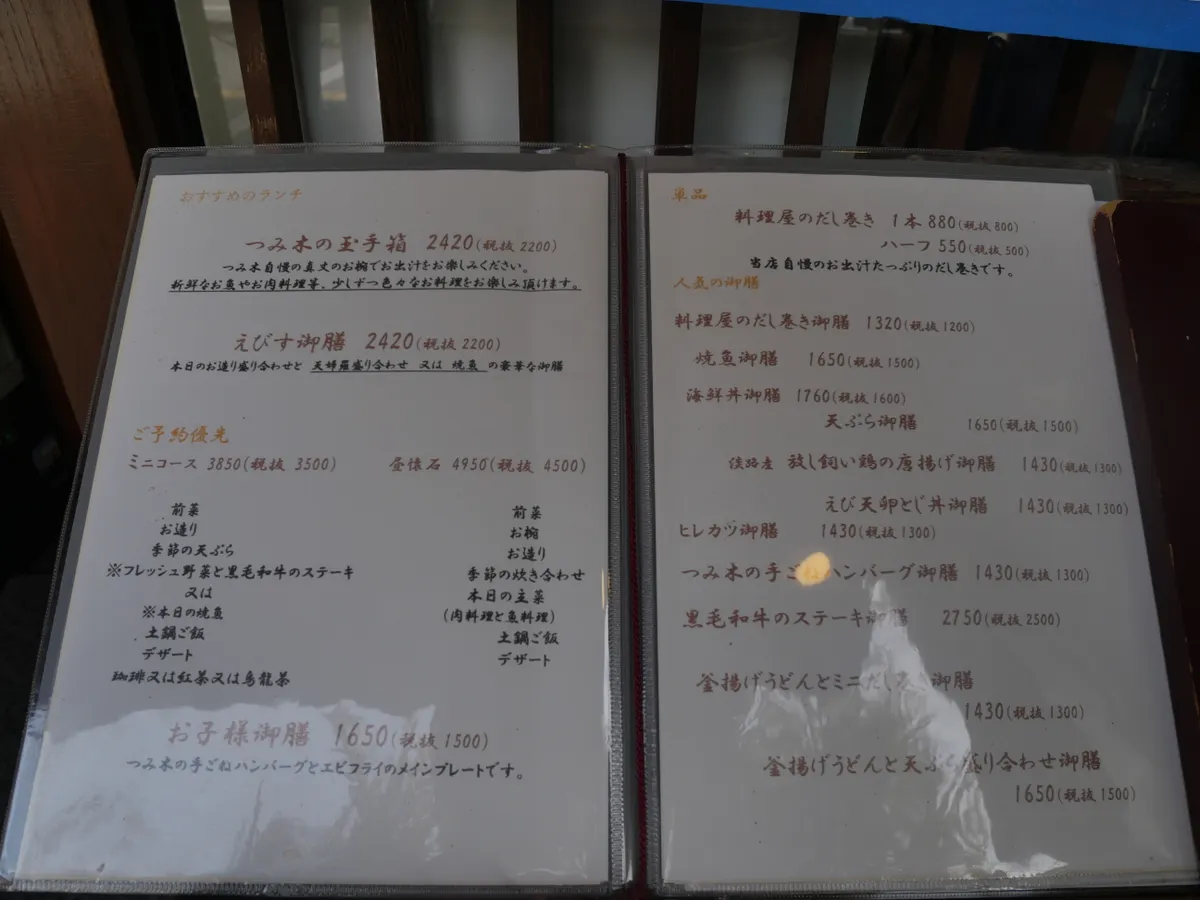 おすすめのランチ
つみ木の玉手箱 2420(税抜 2200)
つみ木自慢の真丈のお椀でお出汁をお楽しみください。
新鮮なお魚やお肉料理等、少しずつ色々なお料理をお楽しみ頂けます。
えびす御膳 2420(税抜 2200)
本日のお造り盛り合わせと 天婦羅盛り合わせ 又は 焼魚 の豪華な御膳
ご予約優先
ミニコース 3850(税抜 3500)
昼懐石 4950(税抜 4500)
前菜
お造り
季節の天ぷら
※フレッシュ野菜と黒毛和牛のステーキ
又は
※本日の焼魚
土鍋ご飯
デザート
珈琲又は紅茶又は烏龍茶
前菜
お椀
お造り
季節の炊き合わせ
本日の主菜
(肉料理と魚料理)
土鍋ご飯
デザート
お子様御膳 1650(税抜 1500)
つみ木の手ごねハンバーグとエビフライのメインプレートです。
単品
料理屋のだし巻き 1本 880(税抜 800)
ハーフ 550(税抜 500)
当店自慢のお出汁たっぷりのだし巻きです。
人気の御膳
料理屋のだし巻き御膳 1320(税抜 1200)
焼魚御膳 1650(税抜 1500)
海鮮丼御膳 1760(税抜 1600)
天ぷら御膳 1650(税抜 1500)
淡路産 放し飼い鶏の唐揚げ御膳 1430(税抜 1300)
えび天卵とじ丼御膳 1430(税抜 1300)
ヒレカツ御膳 1430(税抜 1300)
つみ木の手ごねハンバーグ御膳 1430(税抜 1300)
黒毛和牛のステーキ御膳 2750(税抜 2500)
釜揚げうどんとミニだし巻き御膳
1430(税抜 1300)
釜揚げうどんと天ぷら盛り合わせ御膳
1650(税抜 1500)